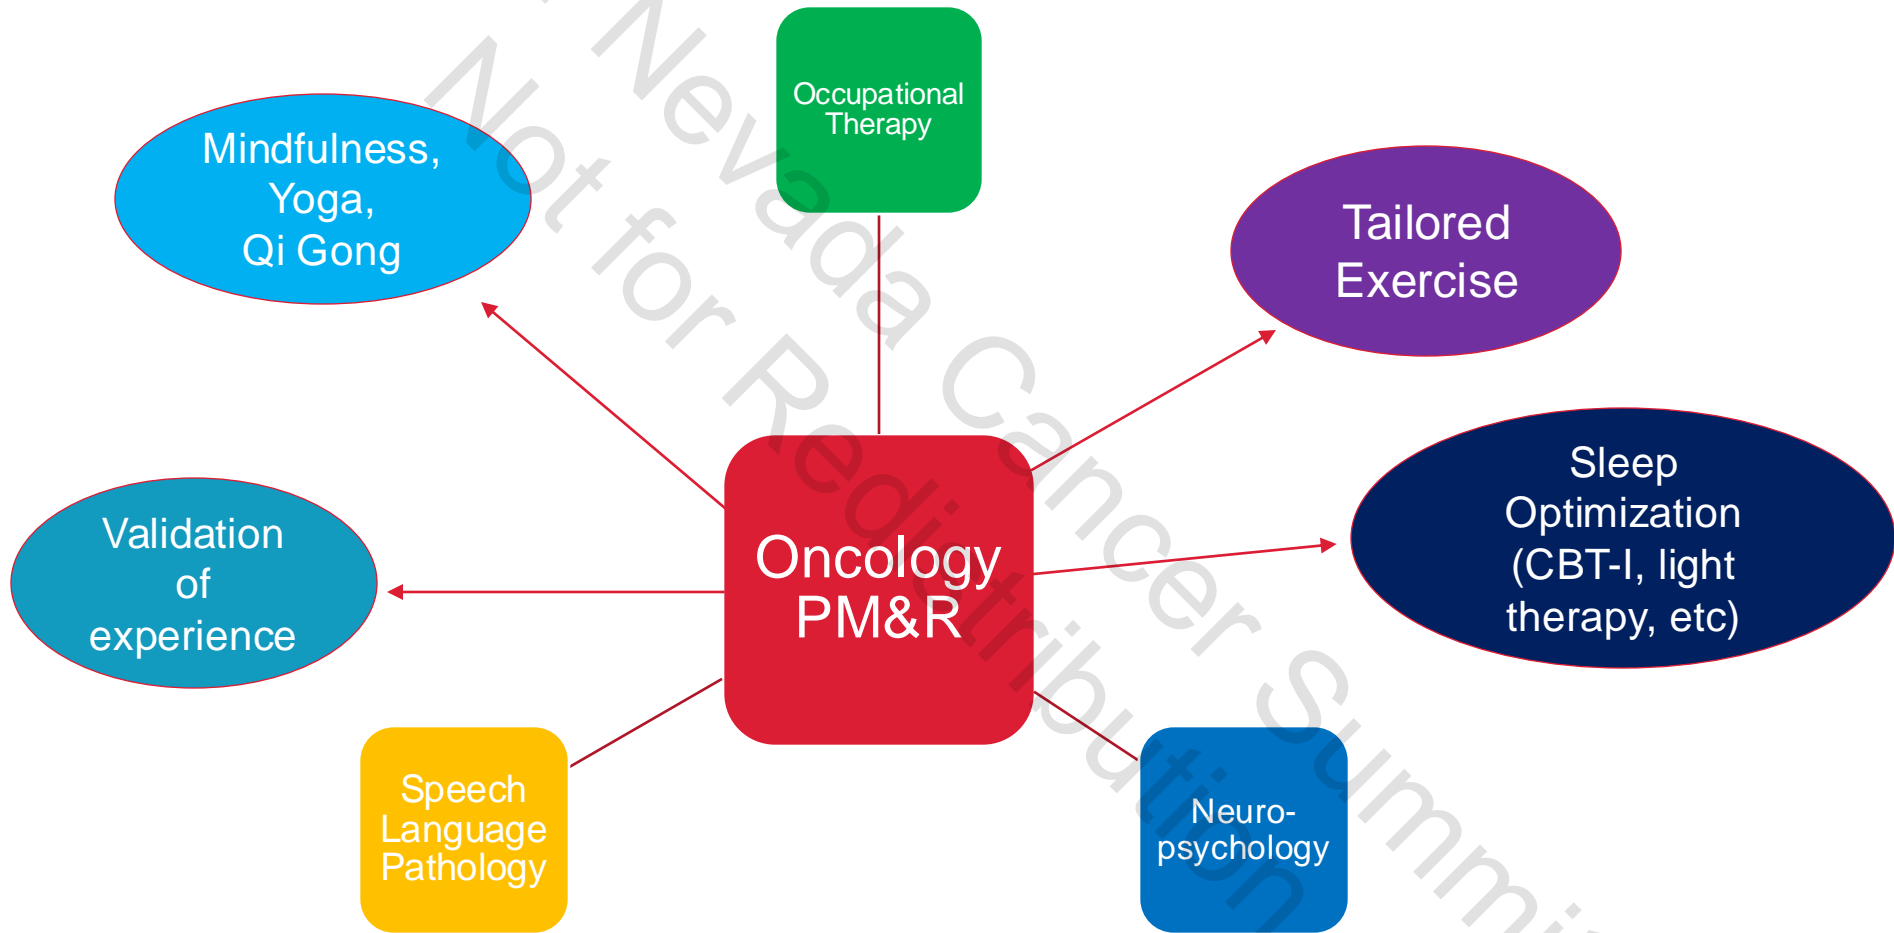 Occupational
Therapy
Mindfulness,
Yoga,
Qi Gong
Tailored
Exercise
Sleep
Optimization
(CBT-I, light
therapy, etc)
Validation
of
experience
Oncology
PM&R
Speech
Language
Pathology
Neuro-
psychology
Nevada Cancer Summit
Not for Redistribution